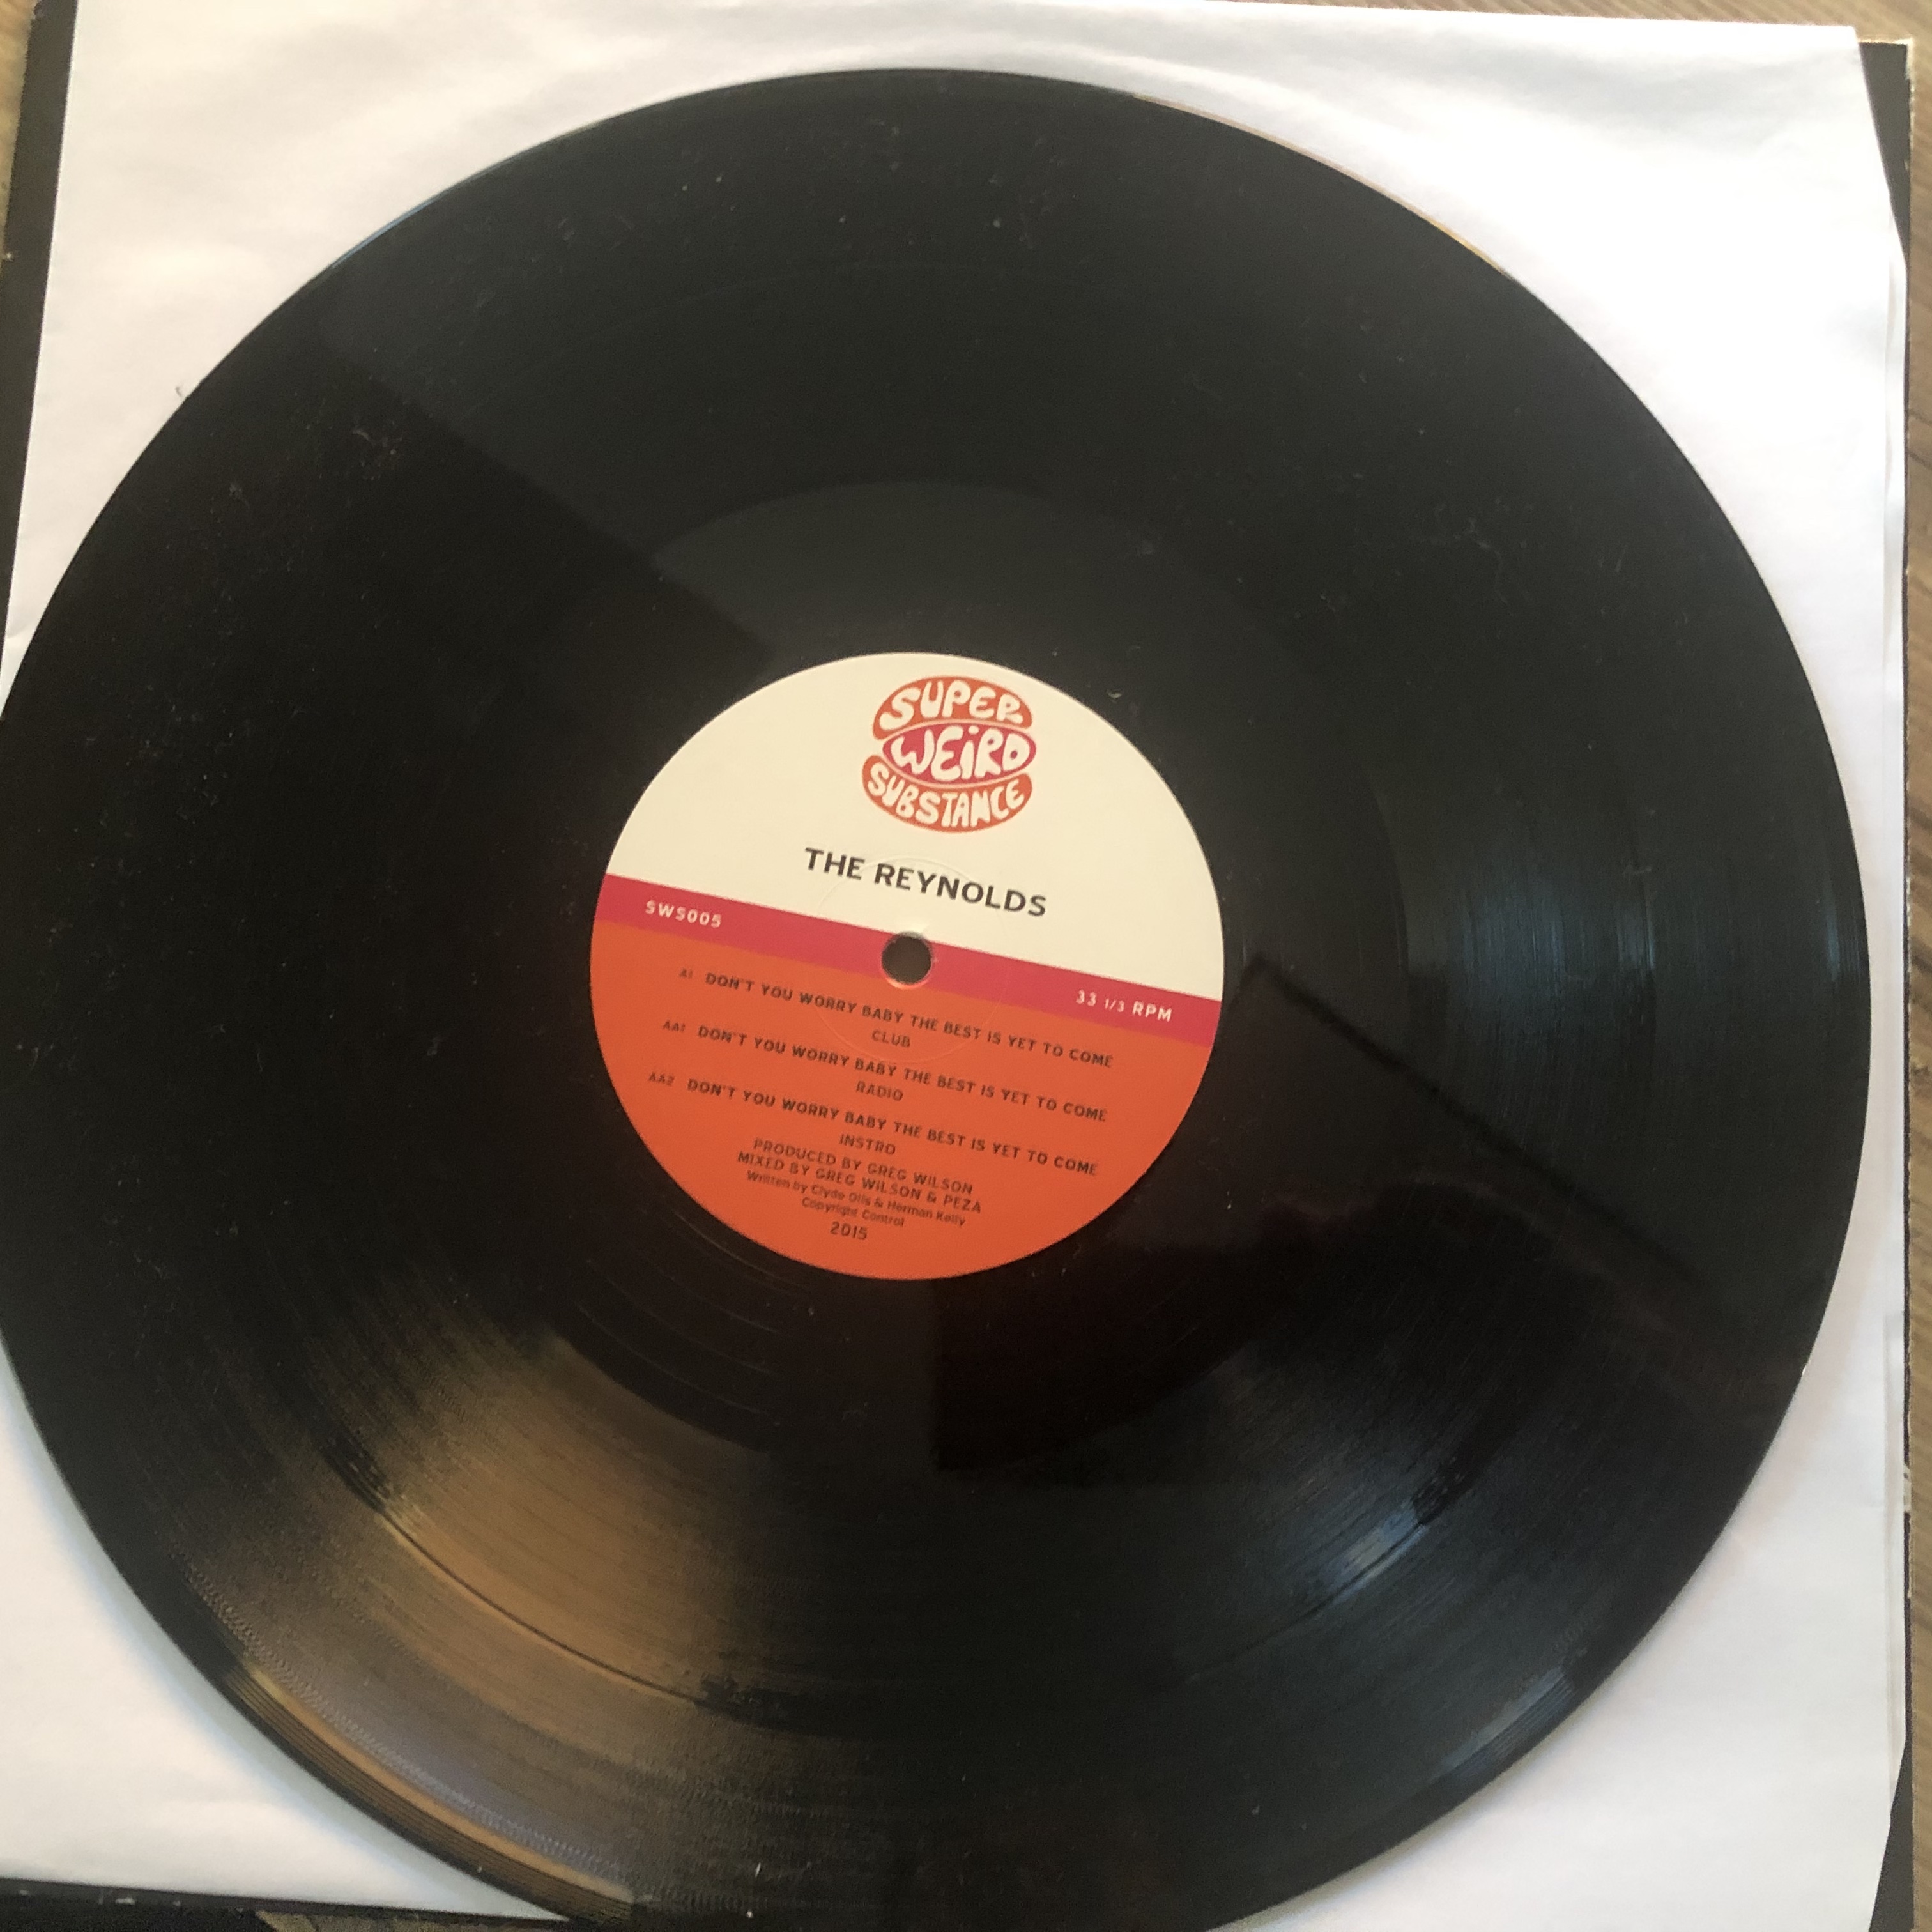 SUPER
WEiRD
SUBSTANCE
THE REYNOLDS
SWS005
33 1/3 RPM
A1 DON'T YOU WORRY BABY THE BEST IS YET TO COME
CLUB
AA1 DON'T YOU WORRY BABY THE BEST IS YET TO COME
RADIO
AA2 DON'T YOU WORRY BABY THE BEST IS YET TO COME
INSTRO
PRODUCED BY GREG WILSON
MIXED BY GREG WILSON & PEZA
Written by Clyde Otis & Herman Kelly
Copyright Control
2015